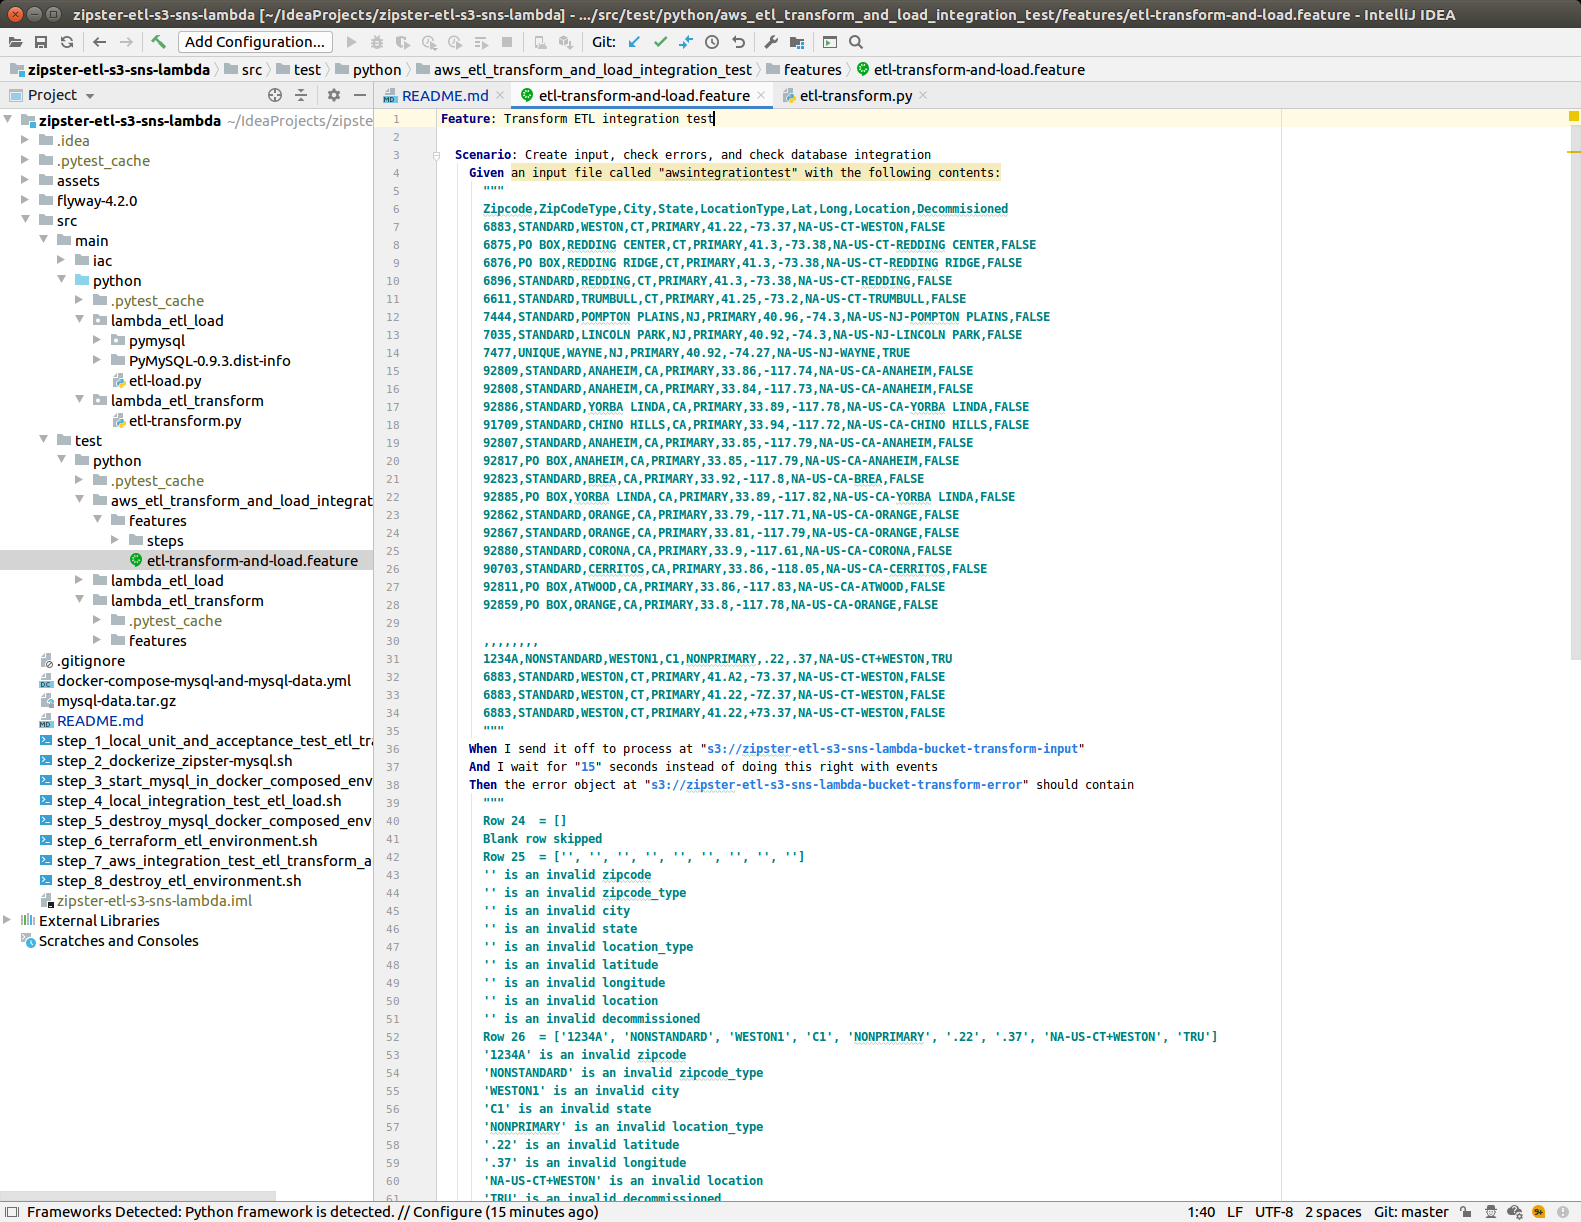 zipster-etl-s3-sns-lambda [~/IdeaProjects/zipster-etl-s3-sns-lambda] - .../src/test/python/aws_etl_transform_and_load_integration_test/features/etl-transform-and-load.feature - IntelliJ IDEA
Add Configuration... Git:
zipster-etl-s3-sns-lambda src test python aws_etl_transform_and_load_integration_test features etl-transform-and-load.feature
Project
README.md etl-transform-and-load.feature etl-transform.py
zipster-etl-s3-sns-lambda ~/IdeaProjects/zipste
.idea
.pytest_cache
assets
flyway-4.2.0
src
main
iac
python
.pytest_cache
lambda_etl_load
pymysql
PyMySQL-0.9.3.dist-info
etl-load.py
lambda_etl_transform
etl-transform.py
test
python
.pytest_cache
aws_etl_transform_and_load_integrat
features
steps
etl-transform-and-load.feature
lambda_etl_load
lambda_etl_transform
.pytest_cache
features
.gitignore
docker-compose-mysql-and-mysql-data.yml
mysql-data.tar.gz
README.md
step_1_local_unit_and_acceptance_test_etl_tra
step_2_dockerize_zipster-mysql.sh
step_3_start_mysql_in_docker_composed_env
step_4_local_integration_test_etl_load.sh
step_5_destroy_mysql_docker_composed_env
step_6_terraform_etl_environment.sh
step_7_aws_integration_test_etl_transform_a
step_8_destroy_etl_environment.sh
zipster-etl-s3-sns-lambda.iml
External Libraries
Scratches and Consoles
1 Feature: Transform ETL integration test
2
3 Scenario: Create input, check errors, and check database integration
4 Given an input file called "awsintegrationtest" with the following contents:
5 """
6 Zipcode,ZipCodeType,City,State,LocationType,Lat,Long,Location,Decommisioned
7 6883,STANDARD,WESTON,CT,PRIMARY,41.22,-73.37,NA-US-CT-WESTON,FALSE
8 6875,PO BOX,REDDING CENTER,CT,PRIMARY,41.3,-73.38,NA-US-CT-REDDING CENTER,FALSE
9 6876,PO BOX,REDDING RIDGE,CT,PRIMARY,41.3,-73.38,NA-US-CT-REDDING RIDGE,FALSE
10 6896,STANDARD,REDDING,CT,PRIMARY,41.3,-73.38,NA-US-CT-REDDING,FALSE
11 6611,STANDARD,TRUMBULL,CT,PRIMARY,41.25,-73.2,NA-US-CT-TRUMBULL,FALSE
12 7444,STANDARD,POMPTON PLAINS,NJ,PRIMARY,40.96,-74.3,NA-US-NJ-POMPTON PLAINS,FALSE
13 7035,STANDARD,LINCOLN PARK,NJ,PRIMARY,40.92,-74.3,NA-US-NJ-LINCOLN PARK,FALSE
14 7477,UNIQUE,WAYNE,NJ,PRIMARY,40.92,-74.27,NA-US-NJ-WAYNE,TRUE
15 92809,STANDARD,ANAHEIM,CA,PRIMARY,33.86,-117.74,NA-US-CA-ANAHEIM,FALSE
16 92808,STANDARD,ANAHEIM,CA,PRIMARY,33.84,-117.73,NA-US-CA-ANAHEIM,FALSE
17 92886,STANDARD,YORBA LINDA,CA,PRIMARY,33.89,-117.78,NA-US-CA-YORBA LINDA,FALSE
18 91709,STANDARD,CHINO HILLS,CA,PRIMARY,33.94,-117.72,NA-US-CA-CHINO HILLS,FALSE
19 92807,STANDARD,ANAHEIM,CA,PRIMARY,33.85,-117.79,NA-US-CA-ANAHEIM,FALSE
20 92817,PO BOX,ANAHEIM,CA,PRIMARY,33.85,-117.79,NA-US-CA-ANAHEIM,FALSE
21 92823,STANDARD,BREA,CA,PRIMARY,33.92,-117.8,NA-US-CA-BREA,FALSE
22 92885,PO BOX,YORBA LINDA,CA,PRIMARY,33.89,-117.82,NA-US-CA-YORBA LINDA,FALSE
23 92862,STANDARD,ORANGE,CA,PRIMARY,33.79,-117.71,NA-US-CA-ORANGE,FALSE
24 92867,STANDARD,ORANGE,CA,PRIMARY,33.81,-117.79,NA-US-CA-ORANGE,FALSE
25 92880,STANDARD,CORONA,CA,PRIMARY,33.9,-117.61,NA-US-CA-CORONA,FALSE
26 90703,STANDARD,CERRITOS,CA,PRIMARY,33.86,-118.05,NA-US-CA-CERRITOS,FALSE
27 92811,PO BOX,ATWOOD,CA,PRIMARY,33.86,-117.83,NA-US-CA-ATWOOD,FALSE
28 92859,PO BOX,ORANGE,CA,PRIMARY,33.8,-117.78,NA-US-CA-ORANGE,FALSE
29
30 ,,,,,,,,
31 1234A,NONSTANDARD,WESTON1,C1,NONPRIMARY,.22,.37,NA-US-CT+WESTON,TRU
32 6883,STANDARD,WESTON,CT,PRIMARY,41.A2,-73.37,NA-US-CT-WESTON,FALSE
33 6883,STANDARD,WESTON,CT,PRIMARY,41.22,-7Z.37,NA-US-CT-WESTON,FALSE
34 6883,STANDARD,WESTON,CT,PRIMARY,41.22,+73.37,NA-US-CT-WESTON,FALSE
35 """
36 When I send it off to process at "s3://zipster-etl-s3-sns-lambda-bucket-transform-input"
37 And I wait for "15" seconds instead of doing this right with events
38 Then the error object at "s3://zipster-etl-s3-sns-lambda-bucket-transform-error" should contain
39 """
40 Row 24  = []
41 Blank row skipped
42 Row 25  = ['', '', '', '', '', '', '', '', '']
43 '' is an invalid zipcode
44 '' is an invalid zipcode_type
45 '' is an invalid city
46 '' is an invalid state
47 '' is an invalid location_type
48 '' is an invalid latitude
49 '' is an invalid longitude
50 '' is an invalid location
51 '' is an invalid decommissioned
52 Row 26  = ['1234A', 'NONSTANDARD', 'WESTON1', 'C1', 'NONPRIMARY', '.22', '.37', 'NA-US-CT+WESTON', 'TRU']
53 '1234A' is an invalid zipcode
54 'NONSTANDARD' is an invalid zipcode_type
55 'WESTON1' is an invalid city
56 'C1' is an invalid state
57 'NONPRIMARY' is an invalid location_type
58 '.22' is an invalid latitude
59 '.37' is an invalid longitude
60 'NA-US-CT+WESTON' is an invalid location
61 'TRU' is an invalid decommissioned
Frameworks Detected: Python framework is detected. // Configure (15 minutes ago) 1:40 LF UTF-8 2 spaces Git: master